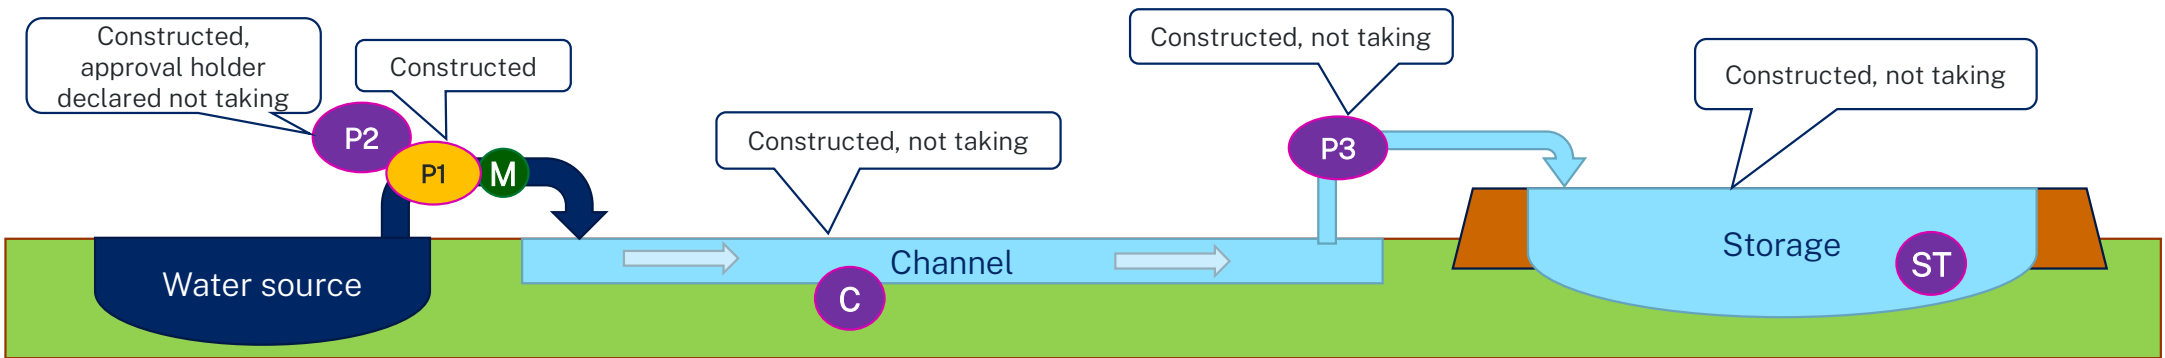 Constructed,
approval holder
declared not taking
Constructed
Constructed, not taking
Constructed, not taking
Constructed, not taking
P2
P1
M
P3
Water source
Channel
C
Storage
ST